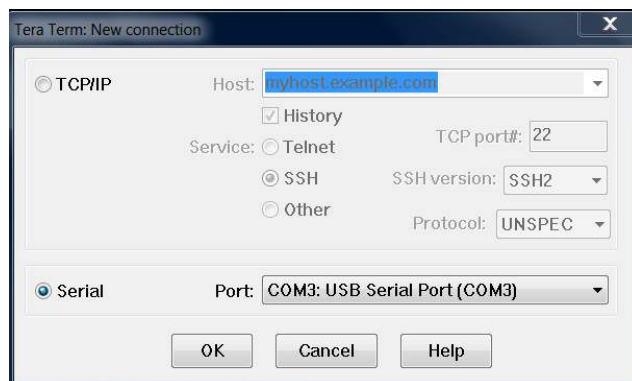 Tera Term: New connection
X
TCP/IP
Host: myhost.example.com
History
Service: Telnet
TCP port#: 22
SSH
SSH version: SSH2
Other
Protocol: UNSPEC
Serial
Port: COM3: USB Serial Port (COM3)
OK
Cancel
Help